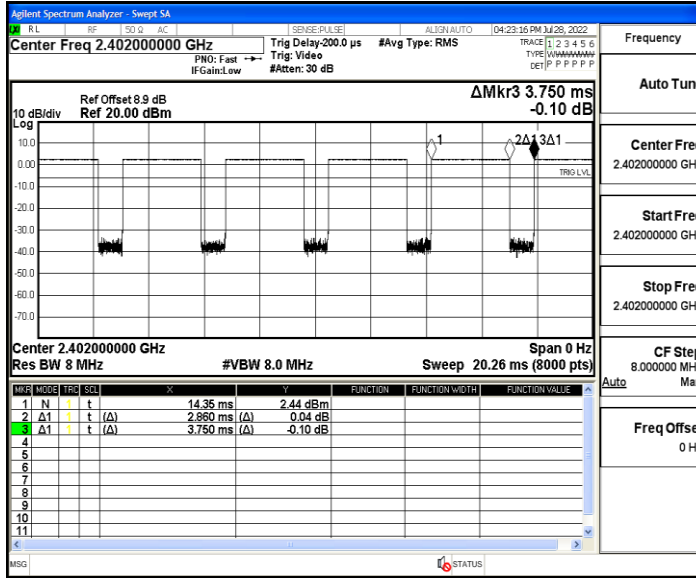 Agilent Spectrum Analyzer - Swept SA
RL RF 50 Ω AC SENSE:PULSE ALIGN AUTO 04:23:16 PM Jul 28, 2022
Center Freq 2.402000000 GHz
PNO: Fast
IFGain:Low
Trig Delay-200.0 µs
Trig: Video
#Atten: 30 dB
#Avg Type: RMS
TRACE 1 2 3 4 5 6
TYPE
DET P P P P P P
Frequency
Auto Tun
Center Fre
2.402000000 GH
Start Fre
2.402000000 GH
Stop Fre
2.402000000 GH
CF Step
8.000000 MH
Auto Ma
Freq Offse
0 H
Ref Offset 8.9 dB
10 dB/div Ref 20.00 dBm
ΔMkr3 3.750 ms
-0.10 dB
Log
10.0
0.00
-10.0
-20.0
-30.0
-40.0
-50.0
-60.0
-70.0
1
2Δ1
3Δ1
TRIG LVL
Center 2.402000000 GHz Span 0 Hz
Res BW 8 MHz #VBW 8.0 MHz Sweep 20.26 ms (8000 pts)
MKR MODE TRC SCL X Y FUNCTION FUNCTION WIDTH FUNCTION VALUE
1 N 1 t 14.35 ms 2.44 dBm
2 Δ1 1 t (Δ) 2.860 ms (Δ) 0.04 dB
3 Δ1 1 t (Δ) 3.750 ms (Δ) -0.10 dB
4
5
6
7
8
9
10
11
MSG STATUS